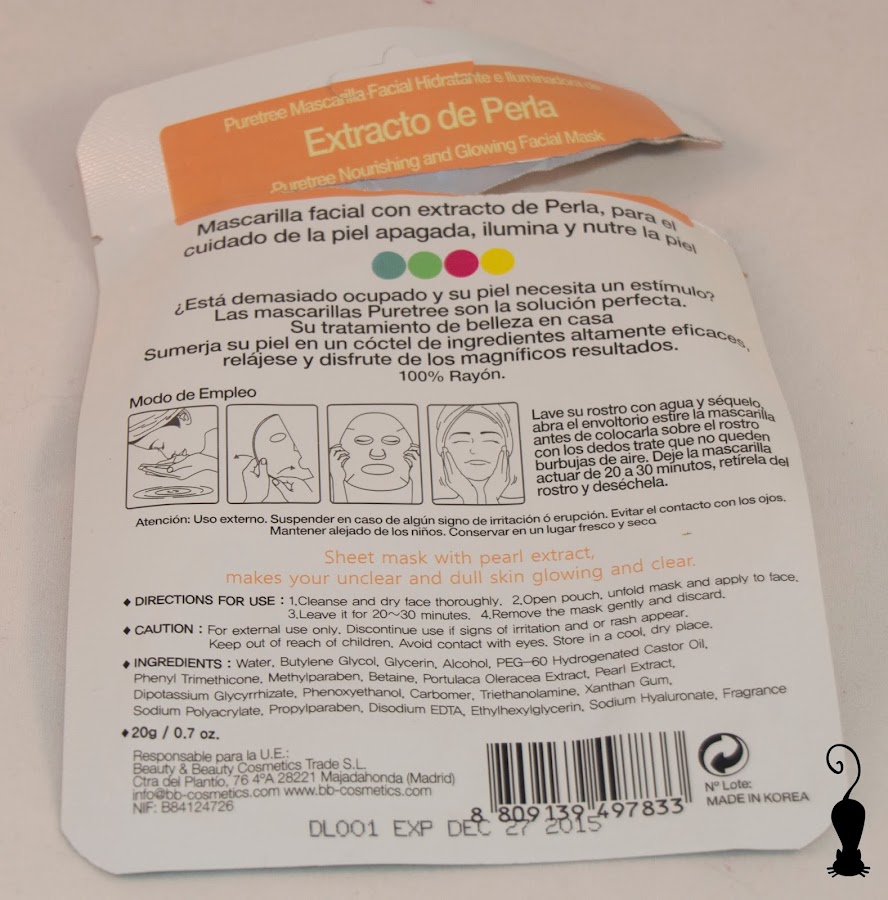 Puretree Mascarilla Facial Hidratante e Iluminadora de
Extracto de Perla
Puretree Nourishing and Glowing Facial Mask
Mascarilla facial con extracto de Perla, para el
cuidado de la piel apagada, ilumina y nutre la piel
¿Está demasiado ocupado y su piel necesita un estímulo?
Las mascarillas Puretree son la solución perfecta.
Su tratamiento de belleza en casa
Sumerja su piel en un cóctel de ingredientes altamente eficaces,
relájese y disfrute de los magníficos resultados.
100% Rayón.
Modo de Empleo
Lave su rostro con agua y séquelo,
abra el envoltorio estire la mascarilla
antes de colocarla sobre el rostro
con los dedos trate que no queden
burbujas de aire. Deje la mascarilla
actuar de 20 a 30 minutos, retírela del
rostro y deséchela.
Atención: Uso externo. Suspender en caso de algún signo de irritación ó erupción. Evitar el contacto con los ojos.
Mantener alejado de los niños. Conservar en un lugar fresco y seco
Sheet mask with pearl extract,
makes your unclear and dull skin glowing and clear.
♦ DIRECTIONS FOR USE : 1.Cleanse and dry face thoroughly. 2.Open pouch, unfold mask and apply to face.
3.Leave it for 20~30 minutes. 4.Remove the mask gently and discard.
♦ CAUTION : For external use only. Discontinue use if signs of irritation and or rash appear.
Keep out of reach of children. Avoid contact with eyes. Store in a cool, dry place.
♦ INGREDIENTS : Water, Butylene Glycol, Glycerin, Alcohol, PEG-60 Hydrogenated Castor Oil,
Phenyl Trimethicone, Methylparaben, Betaine, Portulaca Oleracea Extract, Pearl Extract,
Dipotassium Glycyrrhizate, Phenoxyethanol, Carbomer, Triethanolamine, Xanthan Gum,
Sodium Polyacrylate, Propylparaben, Disodium EDTA, Ethylhexylglycerin, Sodium Hyaluronate, Fragrance
♦ 20g / 0.7 oz.
Responsable para la U.E.:
Beauty & Beauty Cosmetics Trade S.L.
Ctra del Plantio, 76 4ºA 28221 Majadahonda (Madrid)
info@bb-cosmetics.com www.bb-cosmetics.com
NIF: B84124726
8 809139 497833
Nº Lote:
MADE IN KOREA
DL001 EXP DEC 27 2015